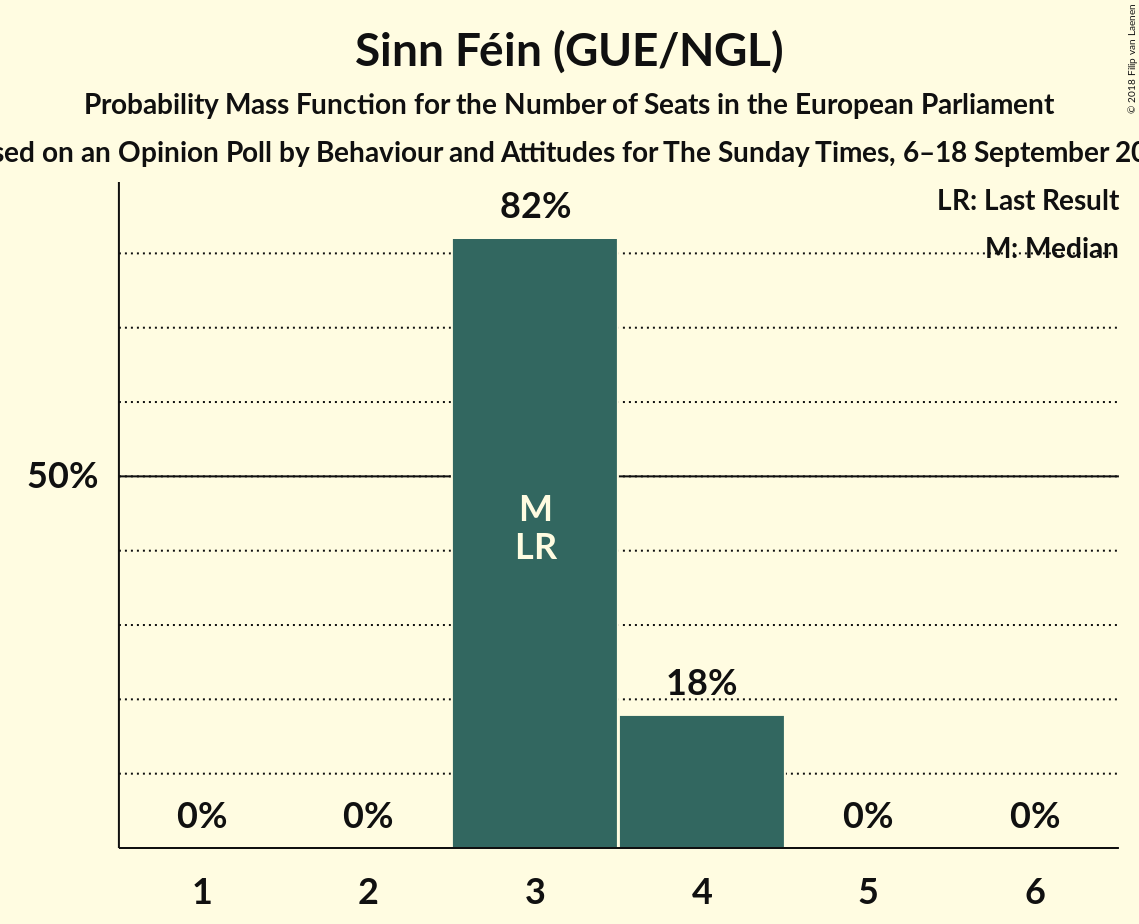 Sinn Féin (GUE/NGL)
Probability Mass Function for the Number of Seats in the European Parliament
on an Opinion Poll by Behaviour and Attitudes for The Sunday Times, 6–18 September
© 2018 Filip van Laenen
LR: Last Result
M: Median
82%
50%
M
LR
18%
0% 0% 0% 0%
1 2 3 4 5 6